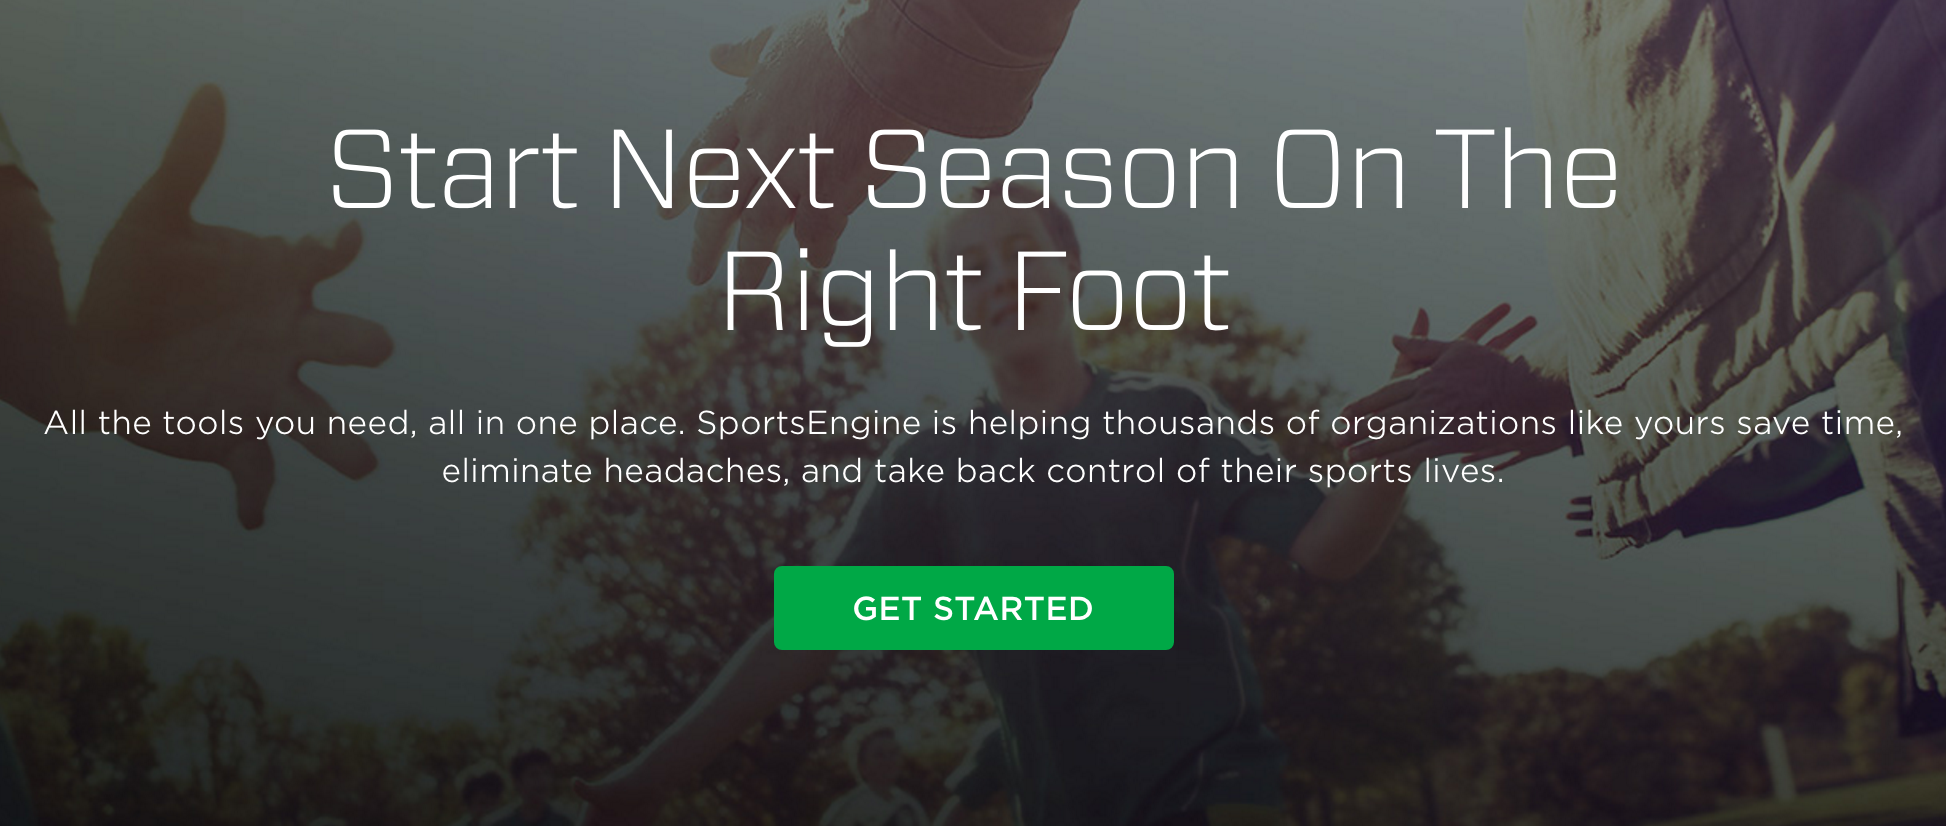 Start Next Season On The
Right Foot
All the tools you need, all in one place. SportsEngine is helping thousands of organizations like yours save time,
eliminate headaches, and take back control of their sports lives.
GET STARTED